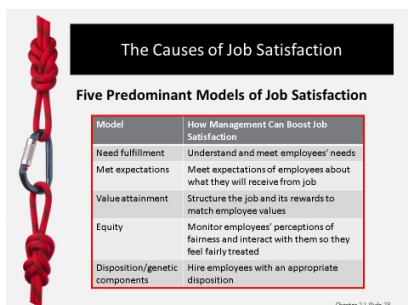 The Causes of Job Satisfaction
Five Predominant Models of Job Satisfaction
Model
How Management Can Boost Job
Satisfaction
Need fulfillment
Understand and meet employees' needs
Met expectations
Meet expectations of employees about
what they will receive from job
Value attainment
Structure the job and its rewards to
match employee values
Equity
Monitor employees' perceptions of
fairness and interact with them so they
feel fairly treated
Disposition/genetic
components
Hire employees with an appropriate
disposition